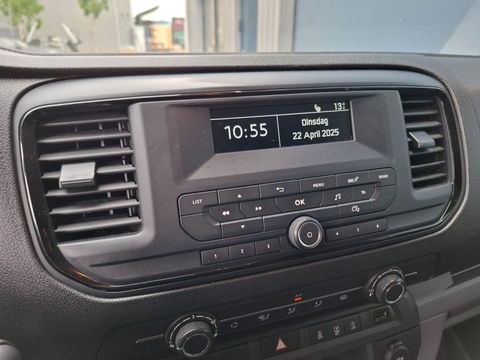 13
10:55
Dinsdag
22 April 2025
LIST
MENU
SRC
BAND
OK
1
2
3
4
5
6